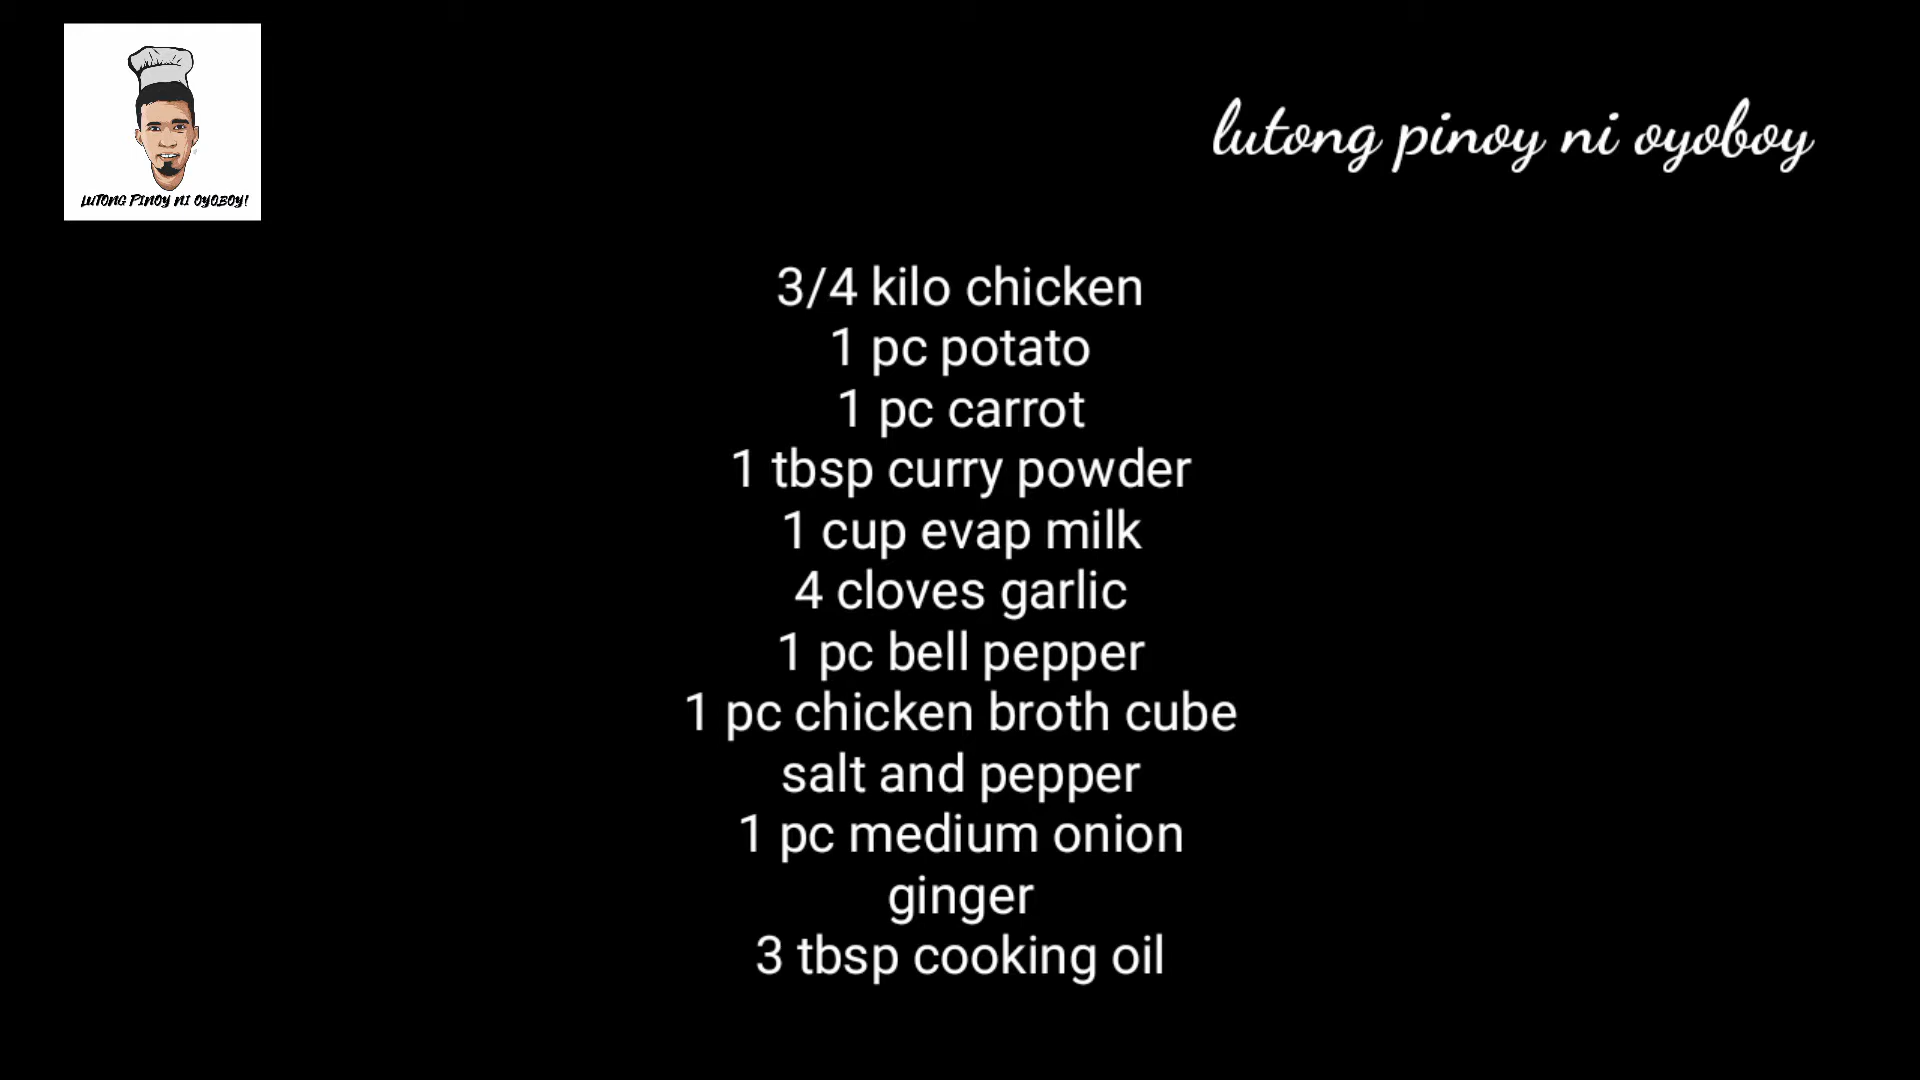 LUTONG PINOY NI OYOBOY!
lutong pinoy ni oyoboy
3/4 kilo chicken
1 pc potato
1 pc carrot
1 tbsp curry powder
1 cup evap milk
4 cloves garlic
1 pc bell pepper
1 pc chicken broth cube
salt and pepper
1 pc medium onion
ginger
3 tbsp cooking oil